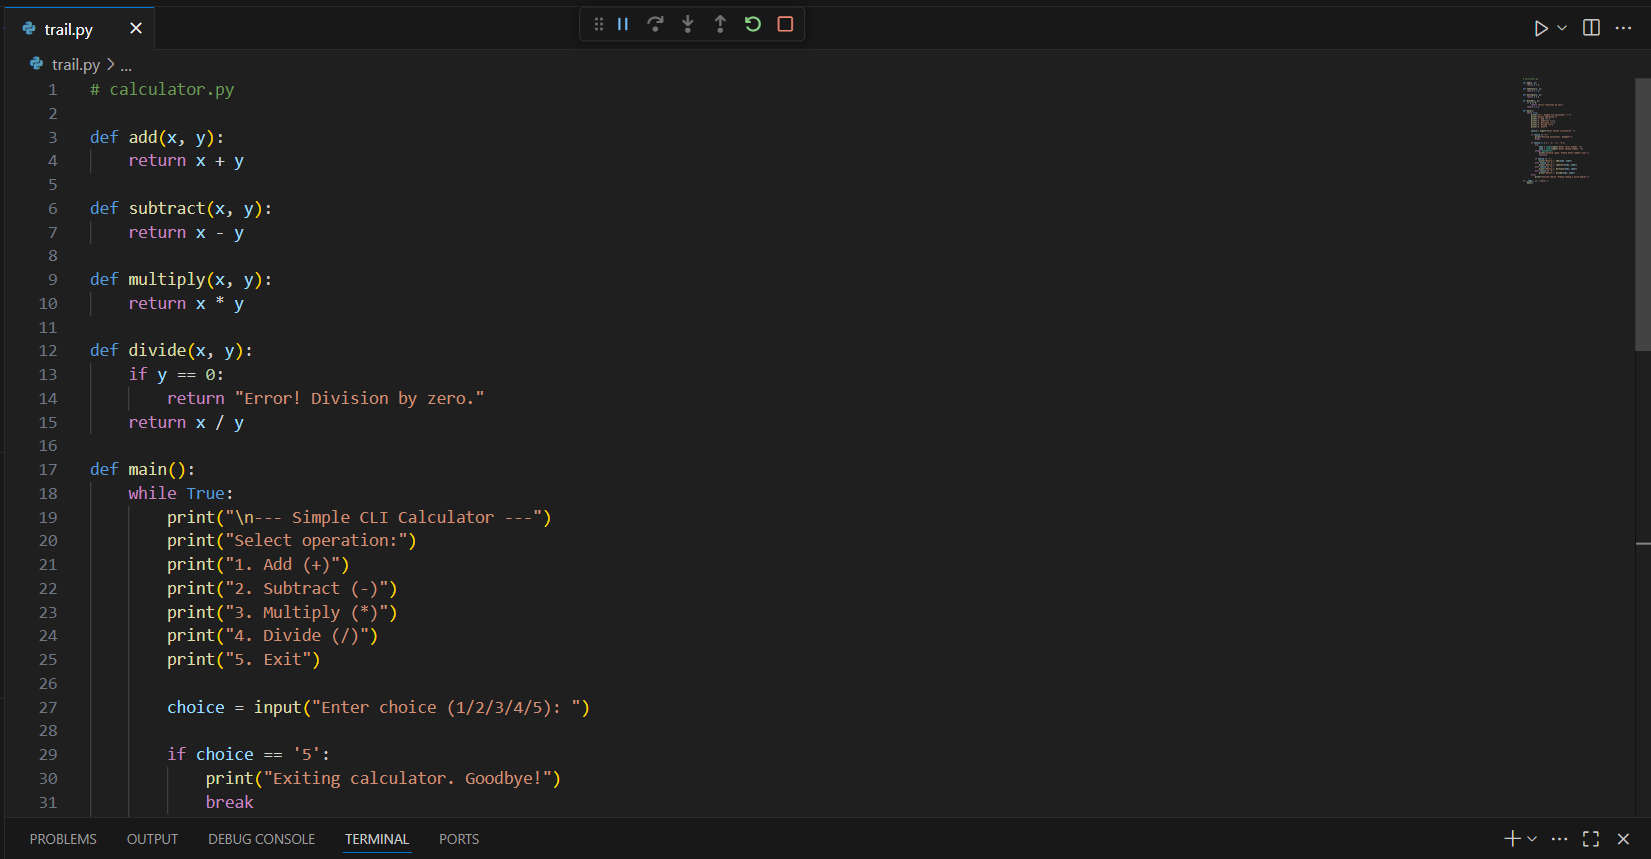 trail.py
trail.py > ...
1 # calculator.py
2
3 def add(x, y):
4     return x + y
5
6 def subtract(x, y):
7     return x - y
8
9 def multiply(x, y):
10     return x * y
11
12 def divide(x, y):
13     if y == 0:
14         return "Error! Division by zero."
15     return x / y
16
17 def main():
18     while True:
19         print("\n--- Simple CLI Calculator ---")
20         print("Select operation:")
21         print("1. Add (+)")
22         print("2. Subtract (-)")
23         print("3. Multiply (*)")
24         print("4. Divide (/)")
25         print("5. Exit")
26
27         choice = input("Enter choice (1/2/3/4/5): ")
28
29         if choice == '5':
30             print("Exiting calculator. Goodbye!")
31             break
PROBLEMS OUTPUT DEBUG CONSOLE TERMINAL PORTS